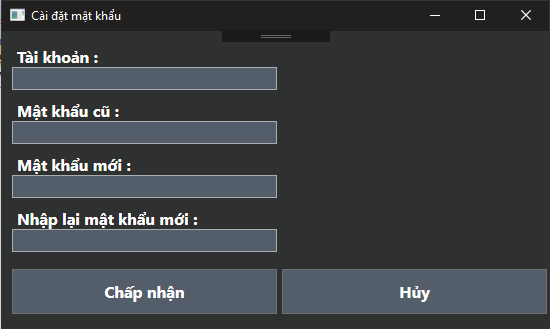 Cài đặt mật khẩu
Tài khoản :
Mật khẩu cũ :
Mật khẩu mới :
Nhập lại mật khẩu mới :
Chấp nhận
Hủy